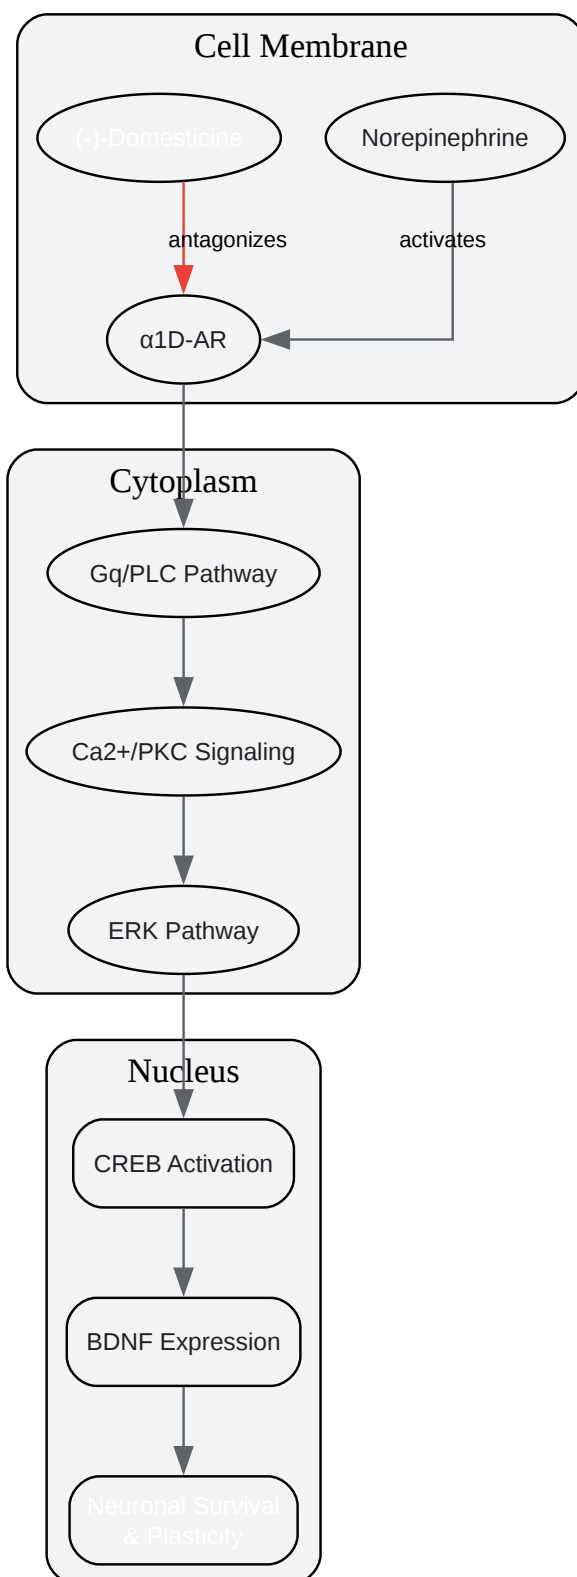 Cell Membrane
(-)-Domesticine
Norepinephrine
antagonizes
activates
α1D-AR
Cytoplasm
Gq/PLC Pathway
Ca2+/PKC Signaling
ERK Pathway
Nucleus
CREB Activation
BDNF Expression
Neuronal Survival
& Plasticity